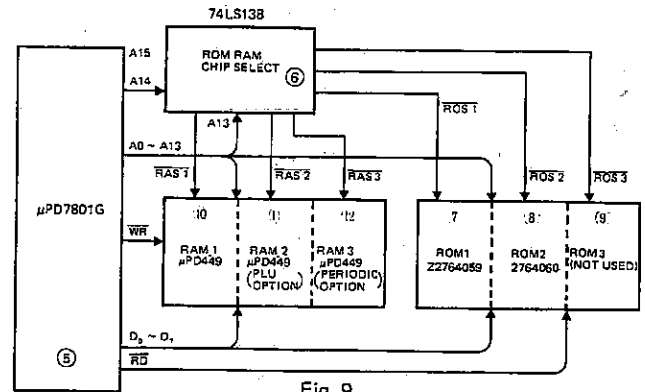 74LS138
ROM RAM
CHIP SELECT
6
A15
A14
A13
A0 ~ A13
μPD7801G
WR
D0 ~ D7
RD
5
RAS 1
RAS 2
RAS 3
ROS 1
ROS 2
ROS 3
10
(11)
12
RAM 1
μPD449
RAM 2
μPD449
(PLU
OPTION)
RAM 3
μPD449
(PERIODIC
OPTION)
7
(8)
(9)
ROM1
Z2764059
ROM2
2764060
ROM3
(NOT USED)
Fig. 9